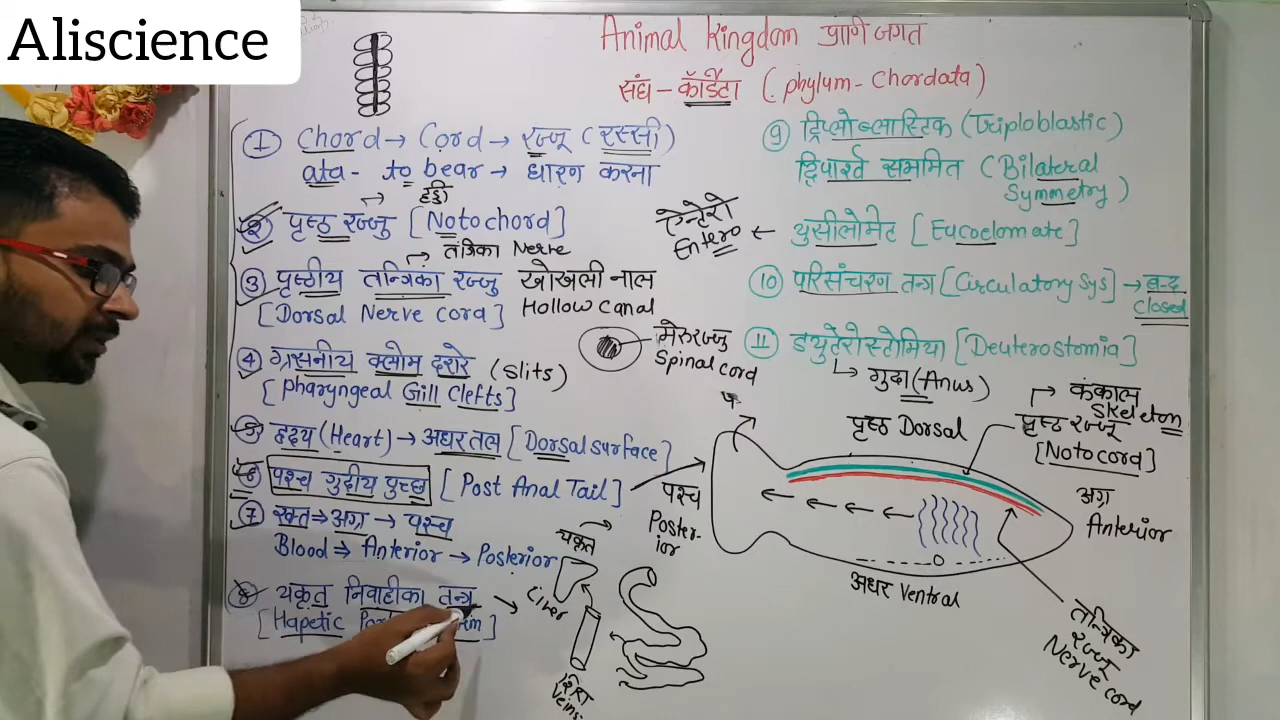 Aliscience
Animal Kingdom प्राणि जगत
संघ - कॉर्डेटा (phylum - Chordata)
① Chord → Cord → रज्जू (रस्सी)
ata - to bear → धारण करना
हड्डी
② पृष्ठ रज्जु [Notochord]
तंत्रिका Nerve
③ पृष्ठीय तन्त्रिका रज्जु खोखली नाल
[Dorsal Nerve cord] Hollow Canal
④ ग्रसनीय क्लोम दरारे (slits)
[pharyngeal Gill Clefts]
⑤ हृदय (Heart) → अधर तल [Dorsal surface]
⑥ पश्च गुदीय पुच्छ [Post Anal Tail]
⑦ रक्त ⇒ अग्र → पश्च
Blood ⇒ Anterior → Posterior
⑧ यकृत निवाहीका तन्त्र
[Hapetic
यकृत
Liver
शिरा
Veins
मेरुरज्जु
Spinal cord
⑨ ट्रिप्लोब्लास्टिक (Triploblastic)
द्विपार्श्व सममित (Bilateral
Symmetry)
ऐन्टेरो
Entero ← युसीलोमेट [Eucoelomate]
⑩ परिसंचरण तन्त्र [Circulatory Sys] → बन्द
Closed
⑪ ड्युटेरोस्टोमिया [Deuterostomia]
↳ गुदा (Anus)
कंकाल
Skeleton
पृष्ठ Dorsal
पृष्ठ रज्जू
[Notocord]
पश्च
Poster-
ior
अग्र
Anterior
अधर Ventral
तन्त्रिका
रज्जू
Nerve cord